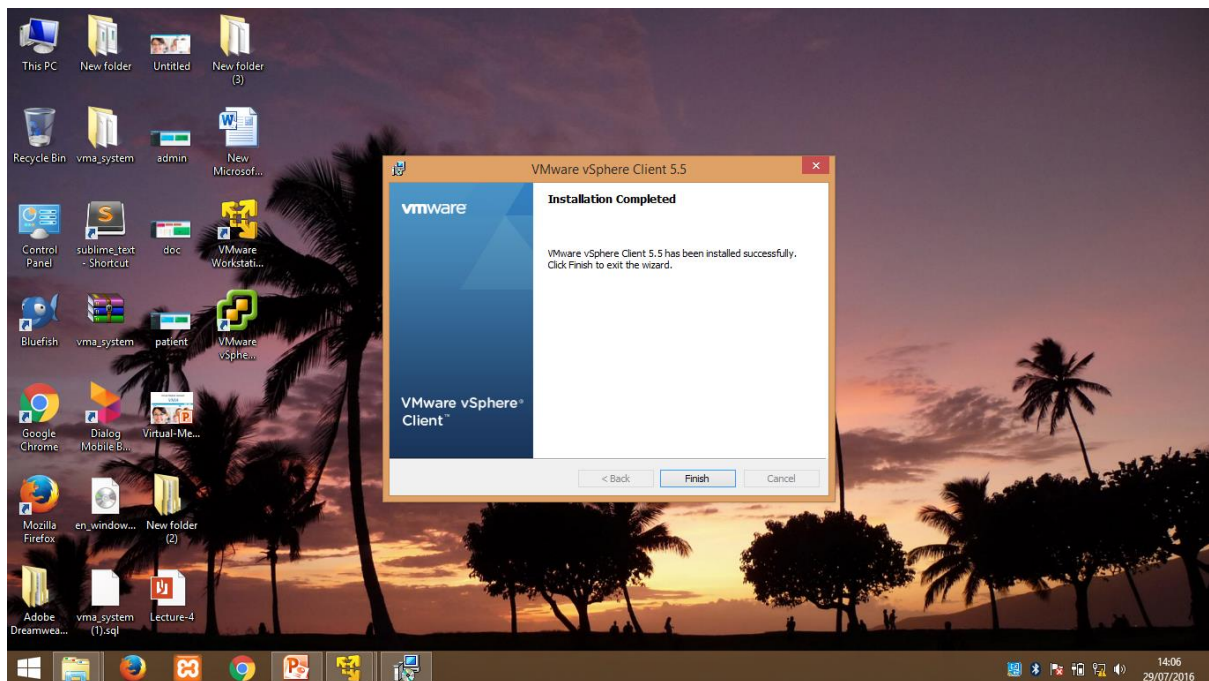 This PC
New folder
Untitled
New folder
(3)
Recycle Bin
vma_system
admin
New
Microsof...
Control
Panel
sublime_text
- Shortcut
doc
VMware
Workstati...
Bluefish
vma_system
patient
VMware
vSphe...
Google
Chrome
Dialog
Mobile B...
Virtual-Me...
Mozilla
Firefox
en_window...
New folder
(2)
Adobe
Dreamwea...
vma_system
(1).sql
Lecture-4
VMware vSphere Client 5.5
vmware
Installation Completed
VMware vSphere Client 5.5 has been installed successfully.
Click Finish to exit the wizard.
VMware vSphere®
Client™
< Back
Finish
Cancel
14:06
29/07/2016